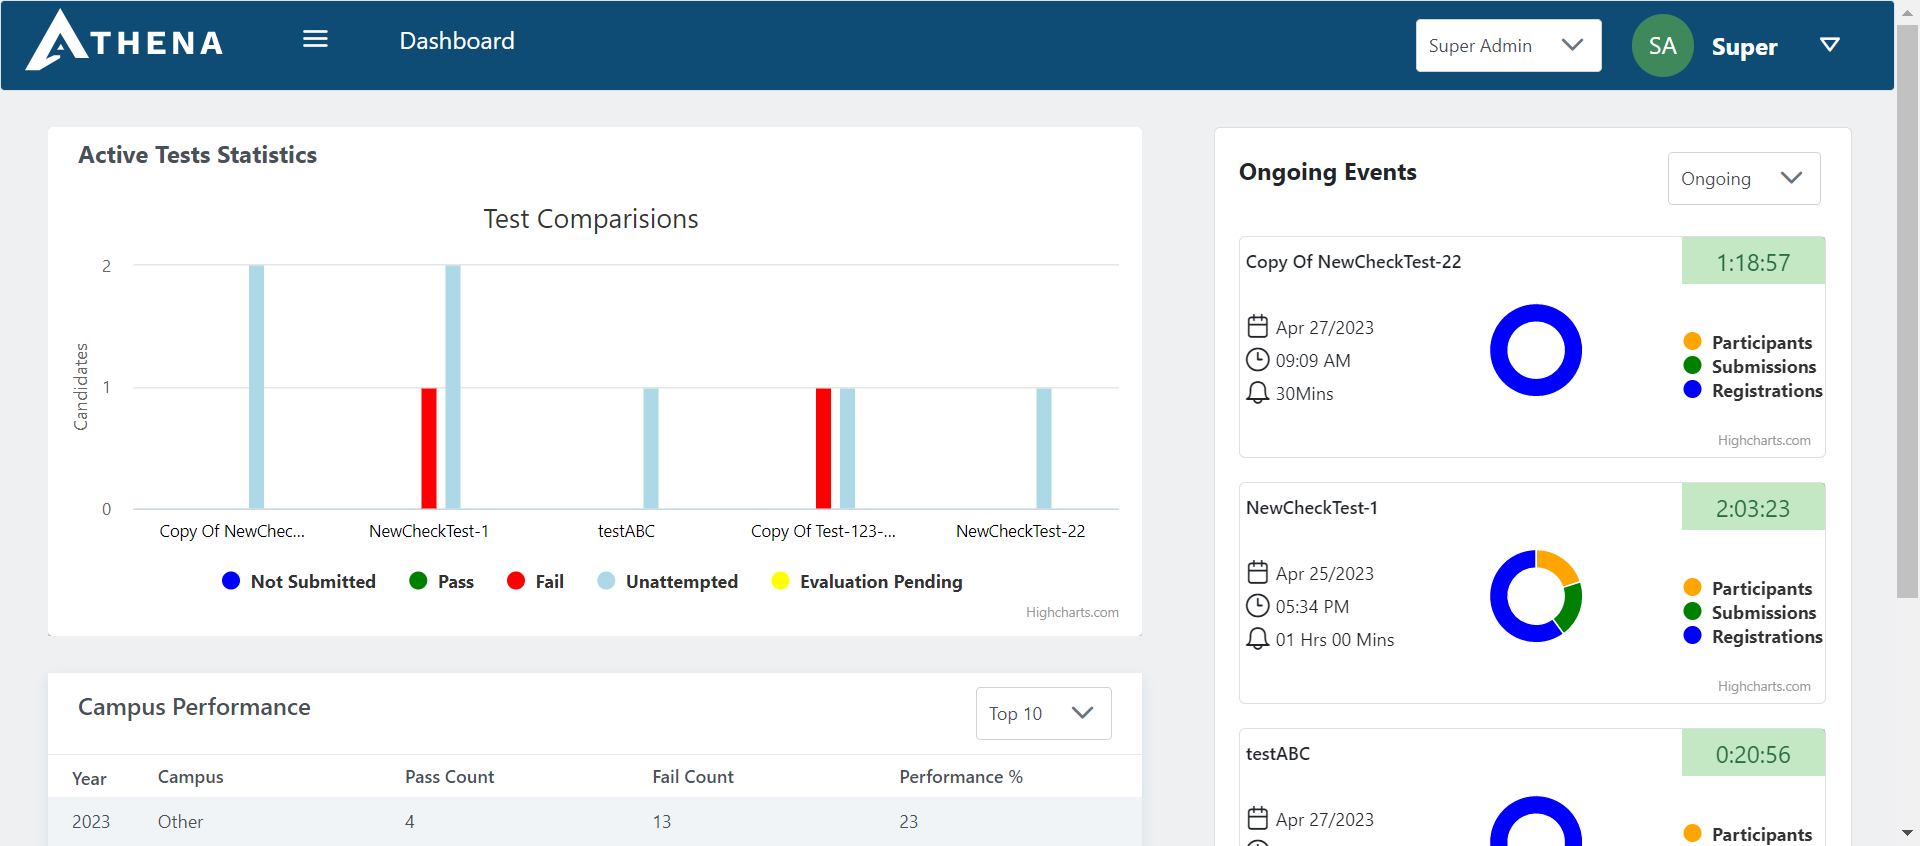 ATHENA
Dashboard
Super Admin
SA
Super
Active Tests Statistics
Test Comparisions
Candidates
2
1
0
Copy Of NewChec...
NewCheckTest-1
testABC
Copy Of Test-123-...
NewCheckTest-22
Not Submitted
Pass
Fail
Unattempted
Evaluation Pending
Highcharts.com
Campus Performance
Top 10
Year Campus Pass Count Fail Count Performance %
2023 Other 4 13 23
Ongoing Events
Ongoing
Copy Of NewCheckTest-22
1:18:57
Apr 27/2023
09:09 AM
30Mins
Participants
Submissions
Registrations
Highcharts.com
NewCheckTest-1
2:03:23
Apr 25/2023
05:34 PM
01 Hrs 00 Mins
Participants
Submissions
Registrations
Highcharts.com
testABC
0:20:56
Apr 27/2023
Participants